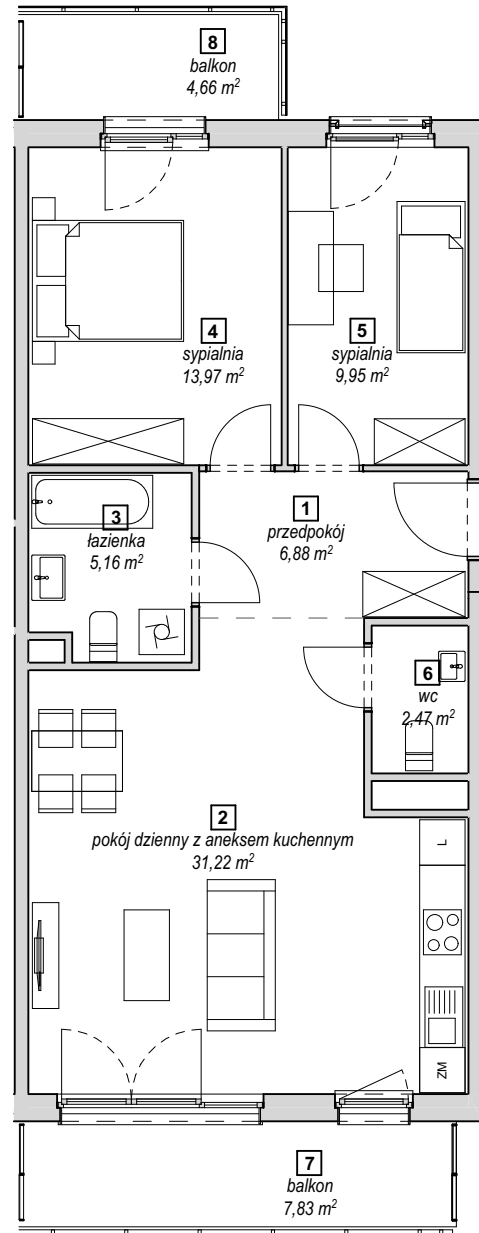 8
balkon
4,66 m²
4
sypialnia
13,97 m²
5
sypialnia
9,95 m²
3
łazienka
5,16 m²
1
przedpokój
6,88 m²
6
wc
2,47 m²
2
pokój dzienny z aneksem kuchennym
31,22 m²
L
ZM
7
balkon
7,83 m²